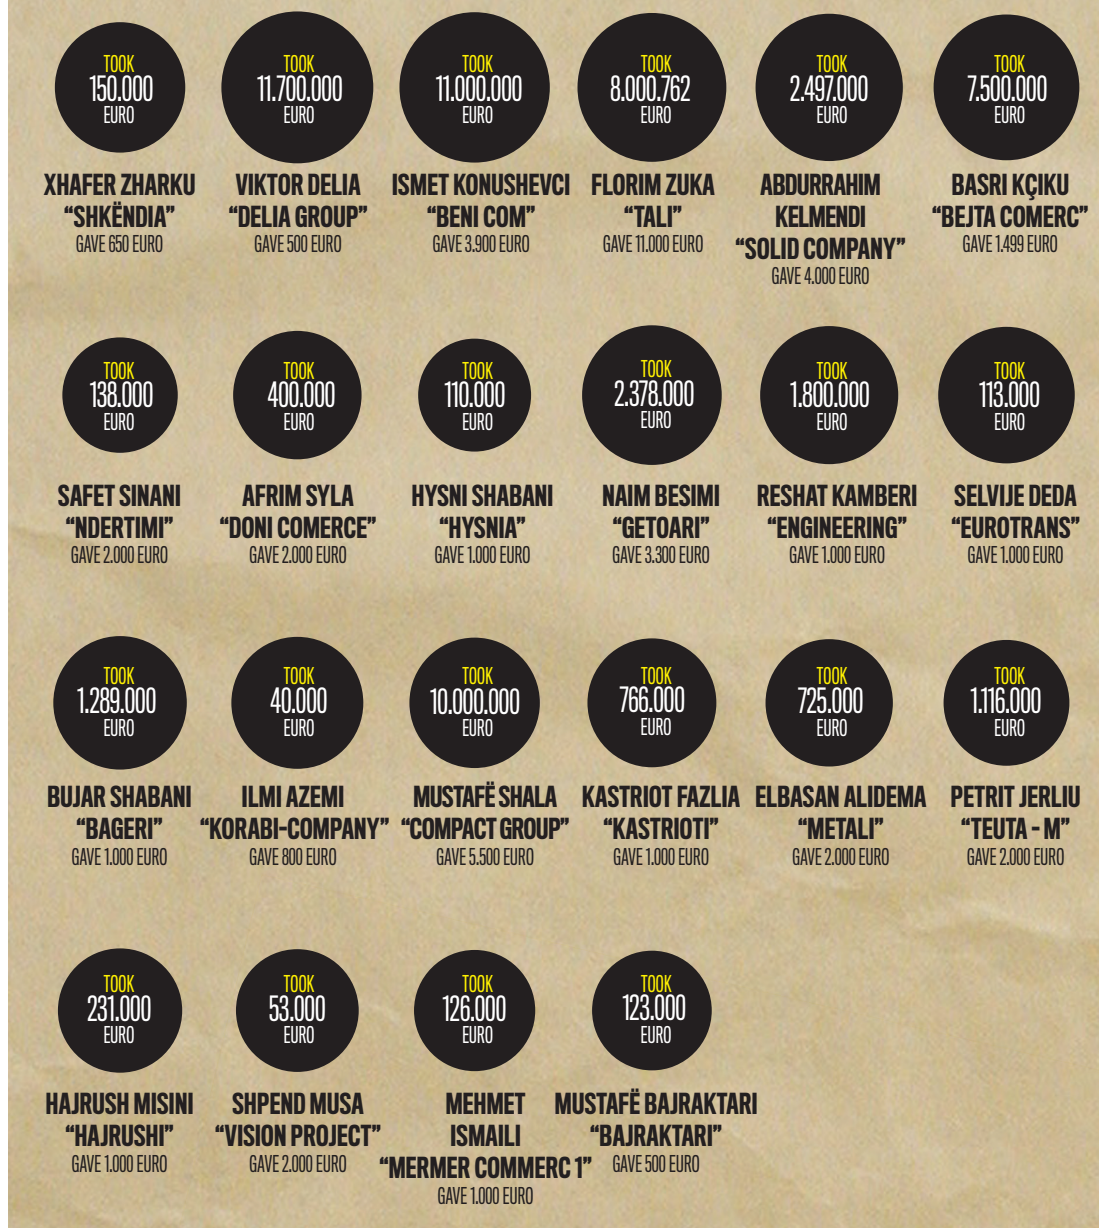 TOOK
150.000
EURO
XHAFER ZHARKU
“SHKËNDIA”
GAVE 650 EURO
TOOK
11.700.000
EURO
VIKTOR DELIA
“DELIA GROUP”
GAVE 500 EURO
TOOK
11.000.000
EURO
ISMET KONUSHEVCI
“BENI COM”
GAVE 3.900 EURO
TOOK
8.000.762
EURO
FLORIM ZUKA
“TALI”
GAVE 11.000 EURO
TOOK
2.497.000
EURO
ABDURRAHIM
KELMENDI
“SOLID COMPANY”
GAVE 4.000 EURO
TOOK
7.500.000
EURO
BASRI KÇIKU
“BEJTA COMERC”
GAVE 1.499 EURO
TOOK
138.000
EURO
SAFET SINANI
“NDERTIMI”
GAVE 2.000 EURO
TOOK
400.000
EURO
AFRIM SYLA
“DONI COMERCE”
GAVE 2.000 EURO
TOOK
110.000
EURO
HYSNI SHABANI
“HYSNIA”
GAVE 1.000 EURO
TOOK
2.378.000
EURO
NAIM BESIMI
“GETOARI”
GAVE 3.300 EURO
TOOK
1.800.000
EURO
RESHAT KAMBERI
“ENGINEERING”
GAVE 1.000 EURO
TOOK
113.000
EURO
SELVIJE DEDA
“EUROTRANS”
GAVE 1.000 EURO
TOOK
1.289.000
EURO
BUJAR SHABANI
“BAGERI”
GAVE 1.000 EURO
TOOK
40.000
EURO
ILMI AZEMI
“KORABI-COMPANY”
GAVE 800 EURO
TOOK
10.000.000
EURO
MUSTAFË SHALA
“COMPACT GROUP”
GAVE 5.500 EURO
TOOK
766.000
EURO
KASTRIOT FAZLIA
“KASTRIOTI”
GAVE 1.000 EURO
TOOK
725.000
EURO
ELBASAN ALIDEMA
“METALI”
GAVE 2.000 EURO
TOOK
1.116.000
EURO
PETRIT JERLIU
“TEUTA - M”
GAVE 2.000 EURO
TOOK
231.000
EURO
HAJRUSH MISINI
“HAJRUSHI”
GAVE 1.000 EURO
TOOK
53.000
EURO
SHPEND MUSA
“VISION PROJECT”
GAVE 2.000 EURO
TOOK
126.000
EURO
MEHMET
ISMAILI
“MERMER COMMERC 1”
GAVE 1.000 EURO
TOOK
123.000
EURO
MUSTAFË BAJRAKTARI
“BAJRAKTARI”
GAVE 500 EURO